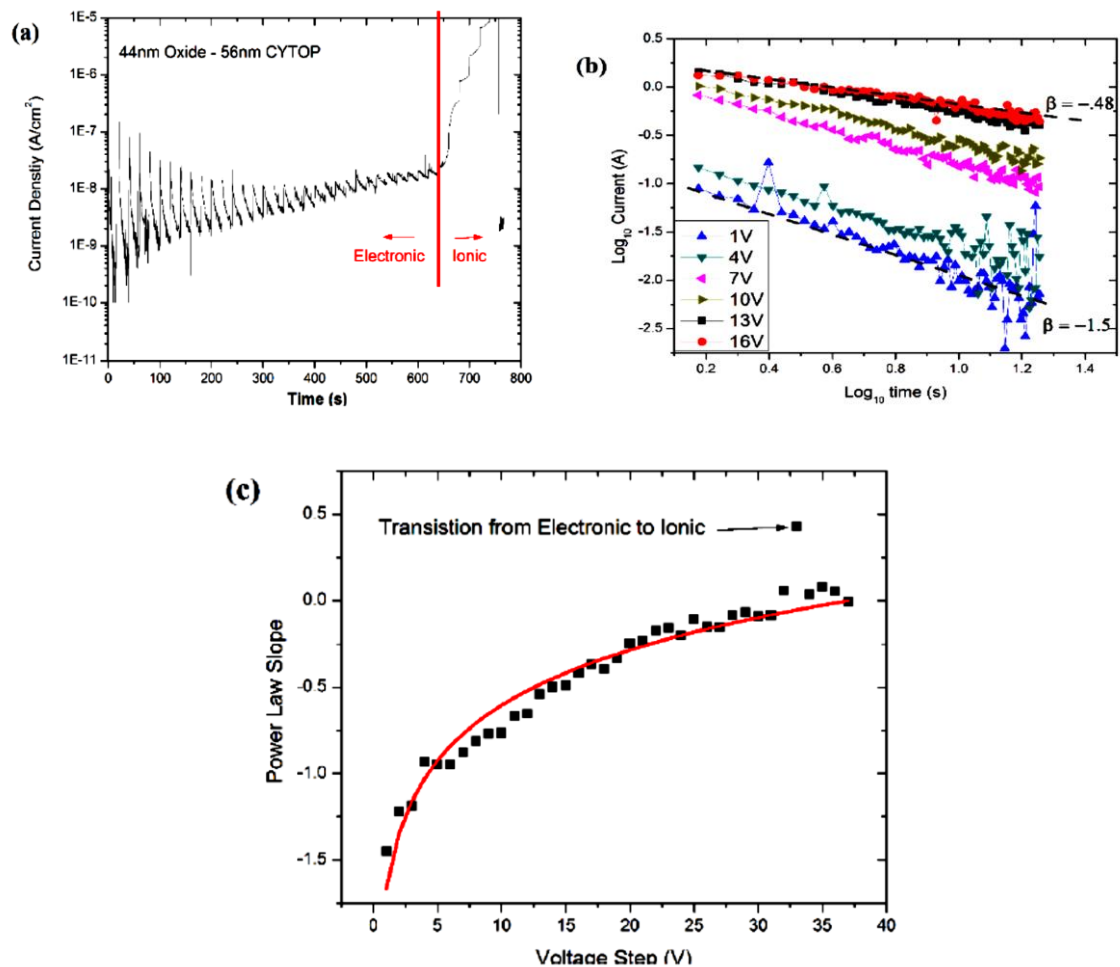 (a)
44nm Oxide - 56nm CYTOP
1E-5
1E-6
1E-7
1E-8
1E-9
1E-10
1E-11
Current Denstiy (A/cm²)
Electronic
Ionic
0 100 200 300 400 500 600 700 800
Time (s)
(b)
0.5
0.0
-0.5
-1.0
-1.5
-2.0
-2.5
Log₁₀ Current (A)
β = -.48
β = -1.5
1V
4V
7V
10V
13V
16V
0.2 0.4 0.6 0.8 1.0 1.2 1.4
Log₁₀ time (s)
(c)
Transistion from Electronic to Ionic
0.5
0.0
-0.5
-1.0
-1.5
Power Law Slope
0 5 10 15 20 25 30 35 40
Voltage Step (V)